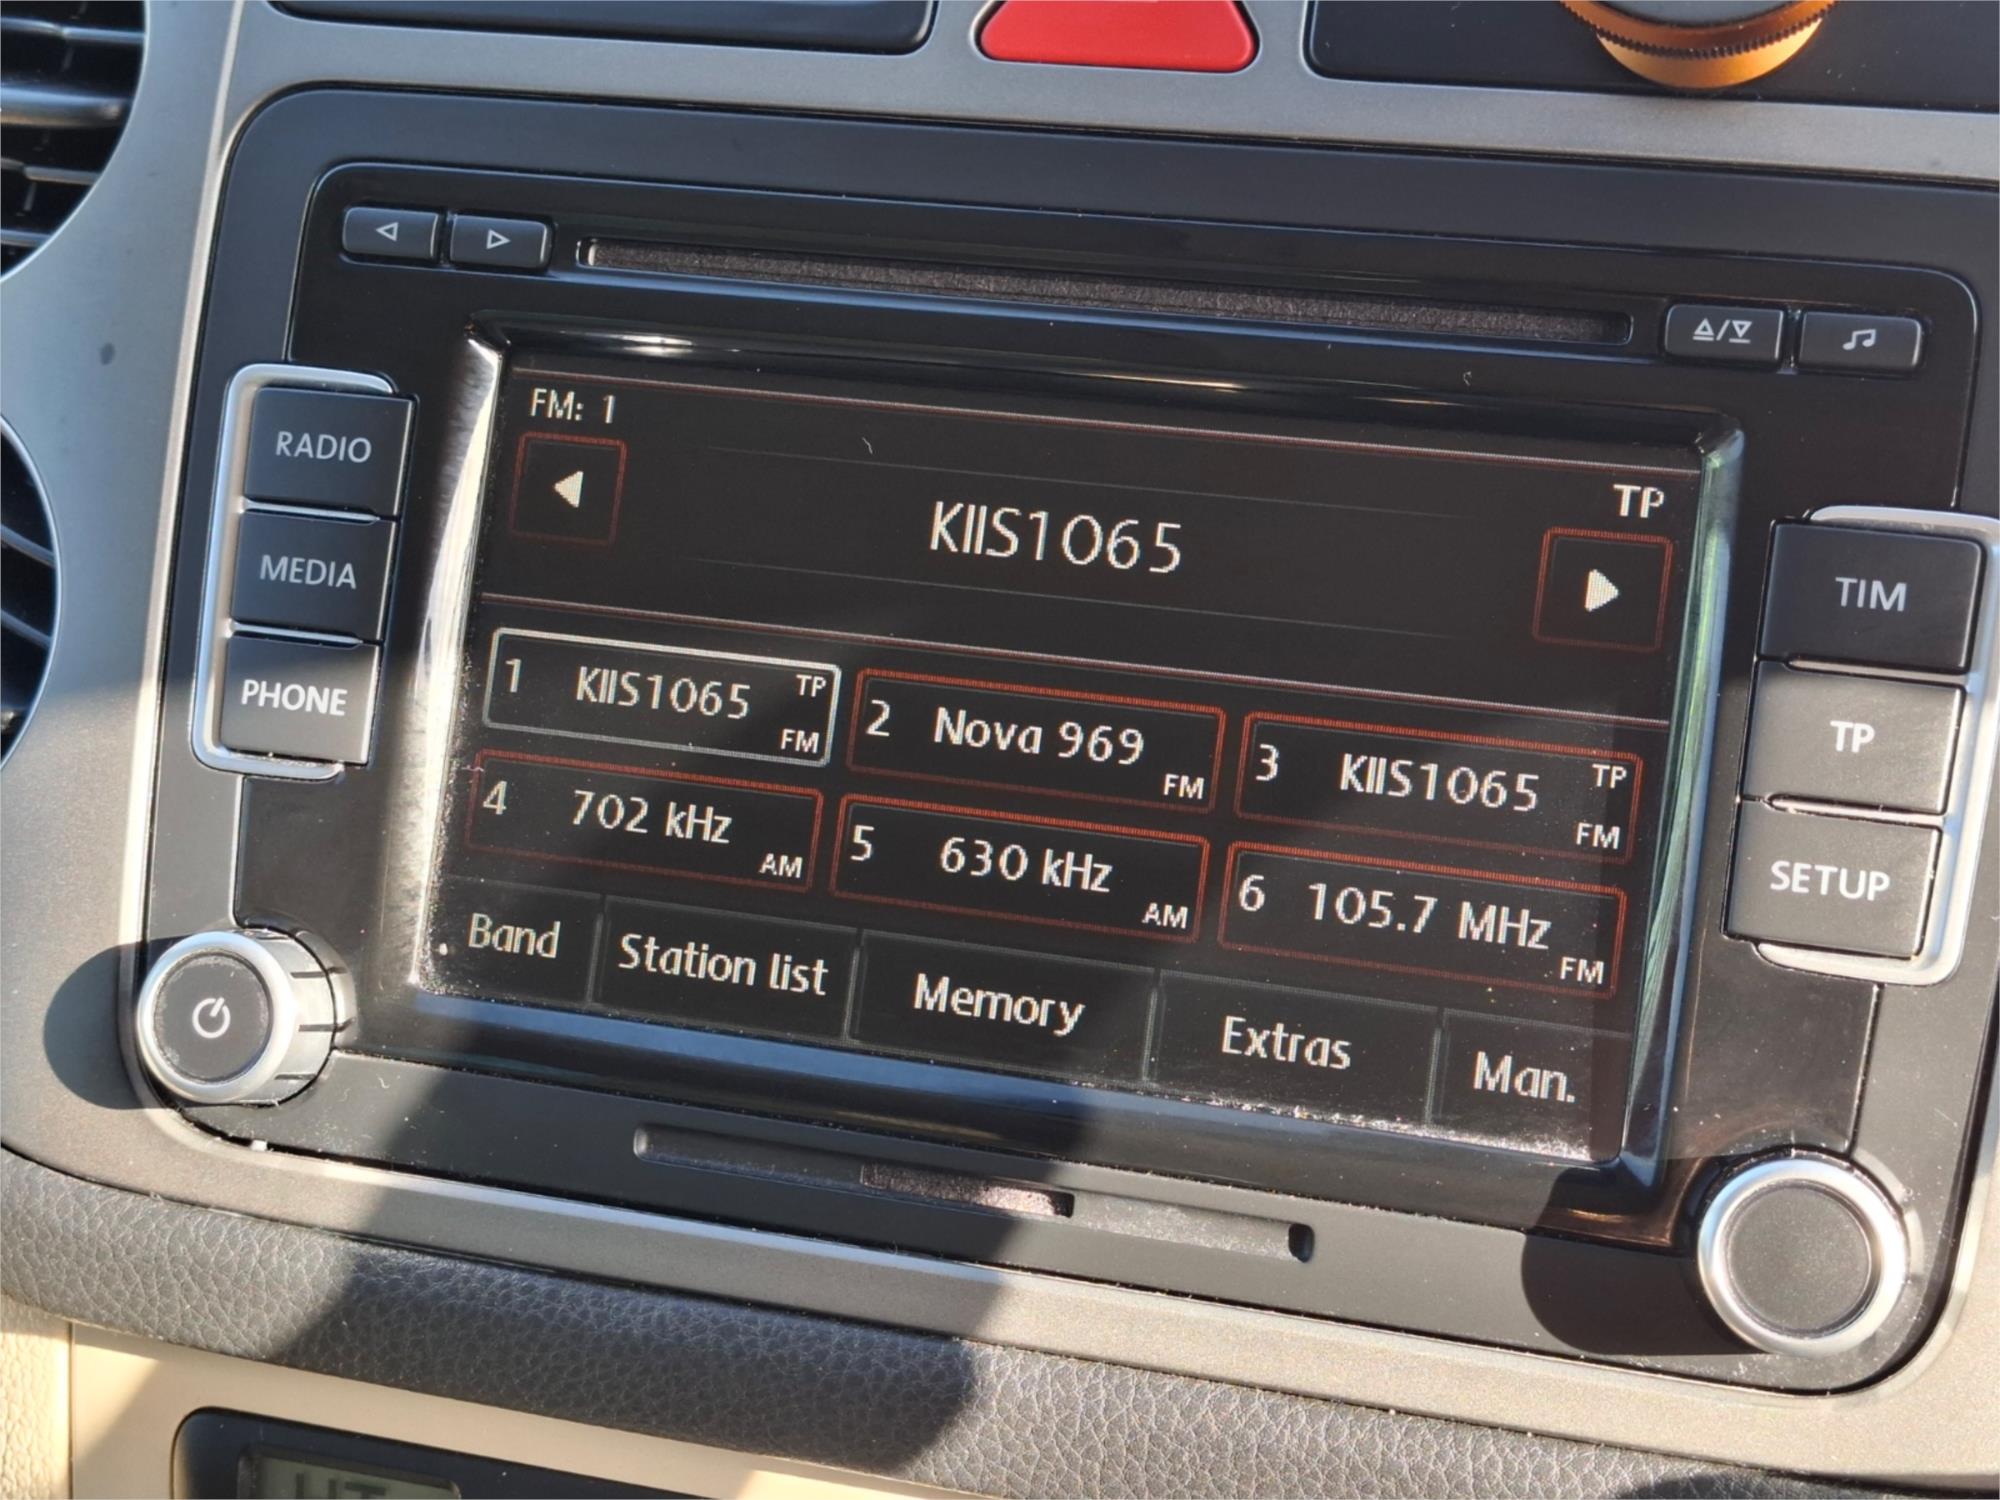 RADIO
MEDIA
PHONE
FM: 1
TP
KIIS1065
1 KIIS1065 TP FM
2 Nova 969 FM
3 KIIS1065 TP FM
4 702 kHz AM
5 630 kHz AM
6 105.7 MHz FM
Band
Station list
Memory
Extras
Man.
TIM
TP
SETUP